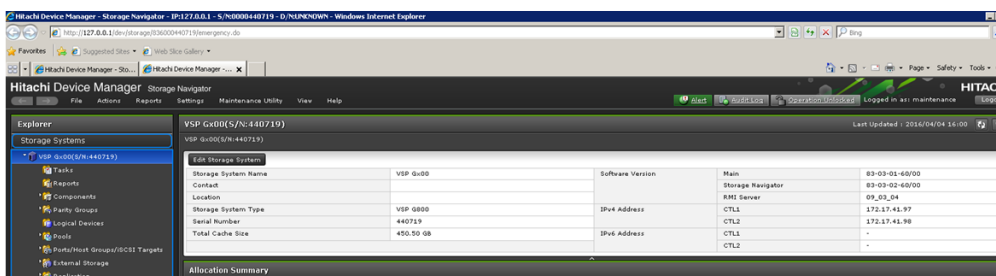 Hitachi Device Manager - Storage Navigator - IP:127.0.0.1 - S/N:0000440719 - D/N:UNKNOWN - Windows Internet Explorer
http://127.0.0.1/dev/storage/836000440719/emergency.do
Bing
Favorites Suggested Sites Web Slice Gallery
Hitachi Device Manager - Sto... Hitachi Device Manager -... Page Safety Tools
Hitachi Device Manager Storage Navigator HITAC
File Actions Reports Settings Maintenance Utility View Help Alert Audit Log Operation Unlocked Logged in as: maintenance Logo
Explorer VSP Gx00(S/N:440719) Last Updated : 2016/04/04 16:00
Storage Systems VSP Gx00(S/N:440719)
VSP Gx00(S/N:440719) Edit Storage System
Tasks Storage System Name VSP Gx00 Software Version Main 83-03-01-60/00
Reports Contact Storage Navigator 83-03-02-60/00
Components Location RMI Server 09_03_04
Parity Groups Storage System Type VSP G800 IPv4 Address CTL1 172.17.41.97
Logical Devices Serial Number 440719 CTL2 172.17.41.98
Pools Total Cache Size 450.50 GB IPv6 Address CTL1 -
Ports/Host Groups/iSCSI Targets CTL2 -
External Storage
Replication Allocation Summary